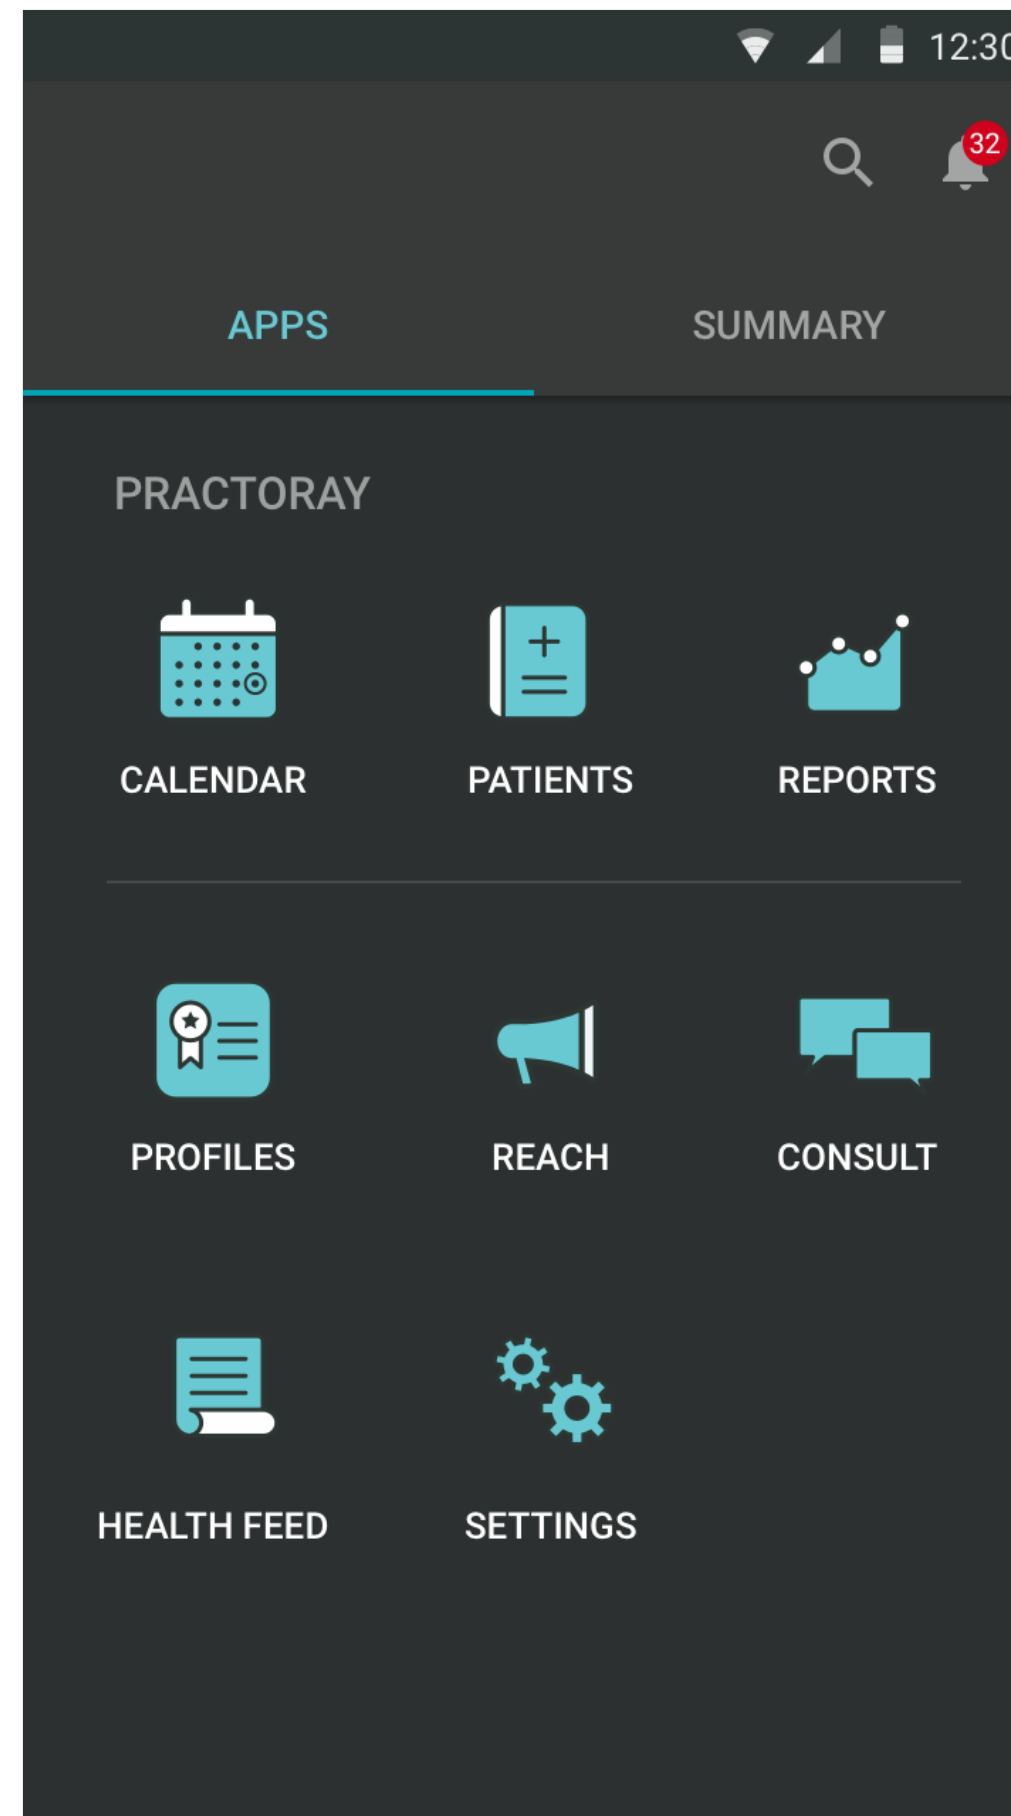 12:30
32
APPS SUMMARY
PRACTORAY
CALENDAR PATIENTS REPORTS
PROFILES REACH CONSULT
HEALTH FEED SETTINGS